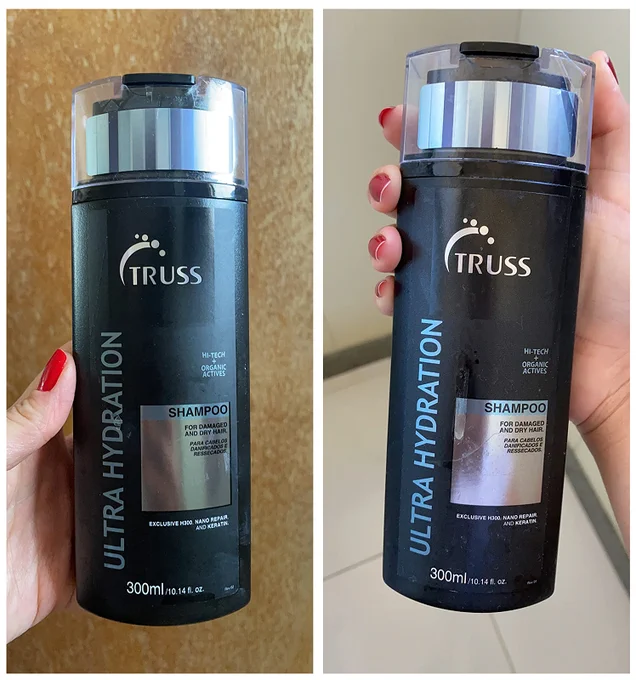 TRUSS
ULTRA HYDRATION
HI-TECH
+
ORGANIC
ACTIVES
SHAMPOO
FOR DAMAGED
AND DRY HAIR.
PARA CABELOS
DANIFICADOS E
RESSECADOS.
EXCLUSIVE H300, NANO REPAIR
AND KERATIN.
300ml/10.14 fl. oz.
TRUSS
ULTRA HYDRATION
HI-TECH
+
ORGANIC
ACTIVES
SHAMPOO
FOR DAMAGED
AND DRY HAIR.
PARA CABELOS
DANIFICADOS E
RESSECADOS.
EXCLUSIVE H300, NANO REPAIR
AND KERATIN.
300ml/10.14 fl. oz.